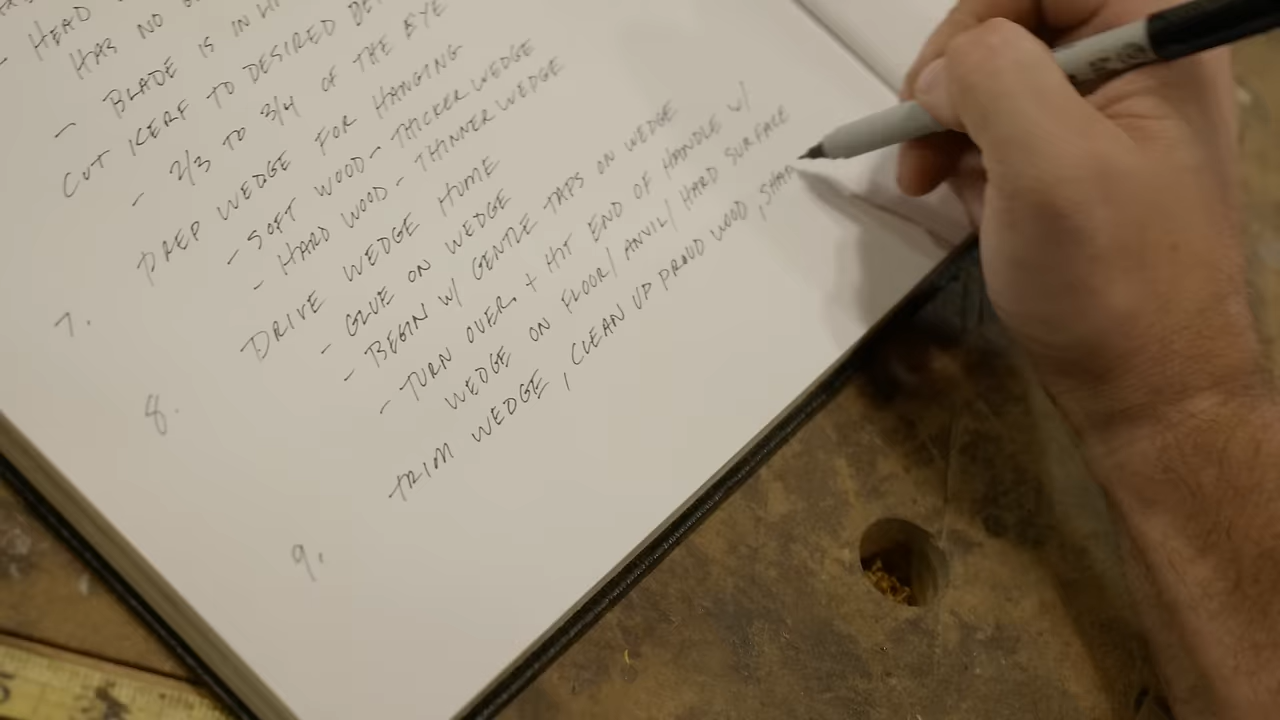 - HEAD
HAS NO
- BLADE IS IN
CUT KERF TO DESIRED
- 2/3 TO 3/4 OF THE EYE
7. PREP WEDGE FOR HANGING
- SOFT WOOD - THICKER WEDGE
- HARD WOOD - THINNER WEDGE
8. DRIVE WEDGE HOME
- GLUE ON WEDGE
- BEGIN W/ GENTLE TAPS ON WEDGE
- TURN OVER + HIT END OF HANDLE W/
WEDGE ON FLOOR/ANVIL/HARD SURFACE
9. TRIM WEDGE, CLEAN UP PROUD WOOD, SHAR